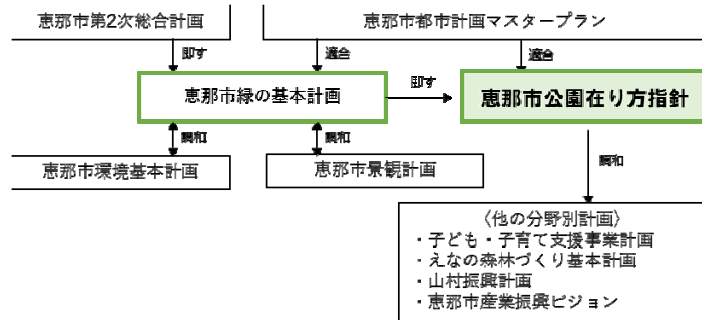 恵那市第2次総合計画
恵那市都市計画マスタープラン
即す
適合
適合
恵那市緑の基本計画
即す
恵那市公園在り方指針
調和
調和
調和
恵那市環境基本計画
恵那市景観計画
〈他の分野別計画〉
・子ども・子育て支援事業計画
・えなの森林づくり基本計画
・山村振興計画
・恵那市産業振興ビジョン